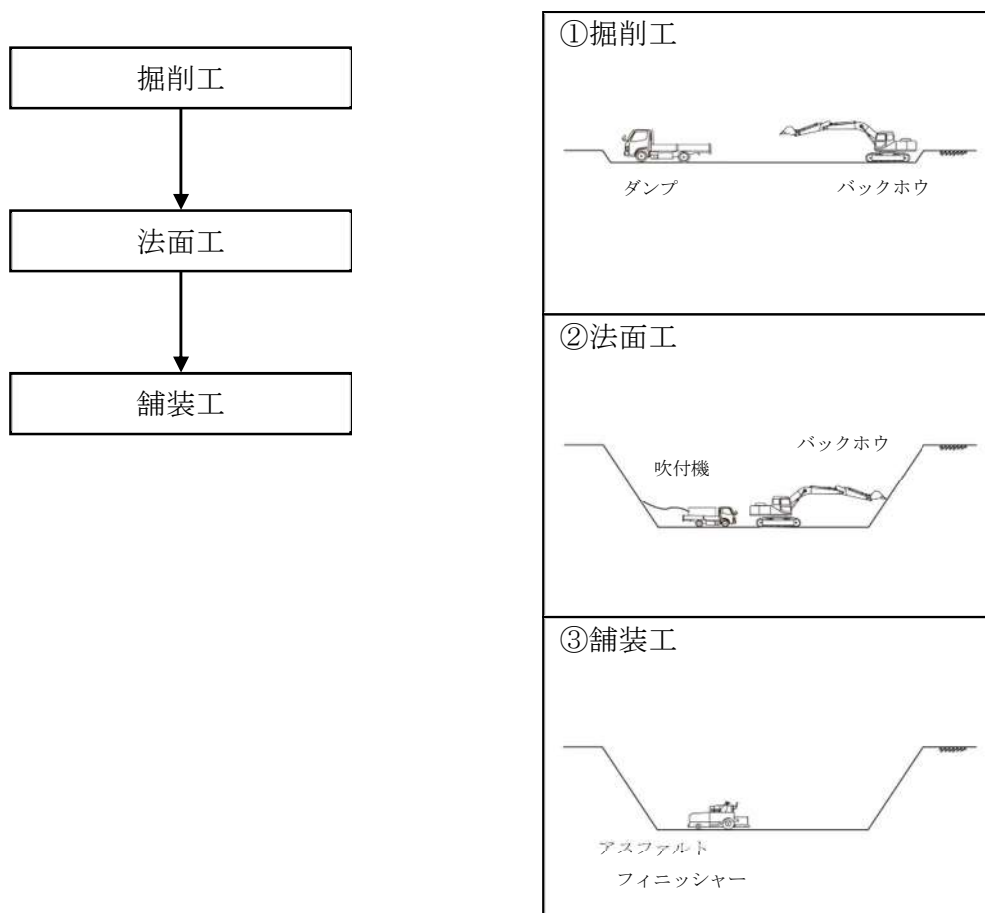 掘削工
法面工
舗装工
①掘削工
ダンプ
バックホウ
②法面工
バックホウ
吹付機
③舗装工
アスファルト
フィニッシャー